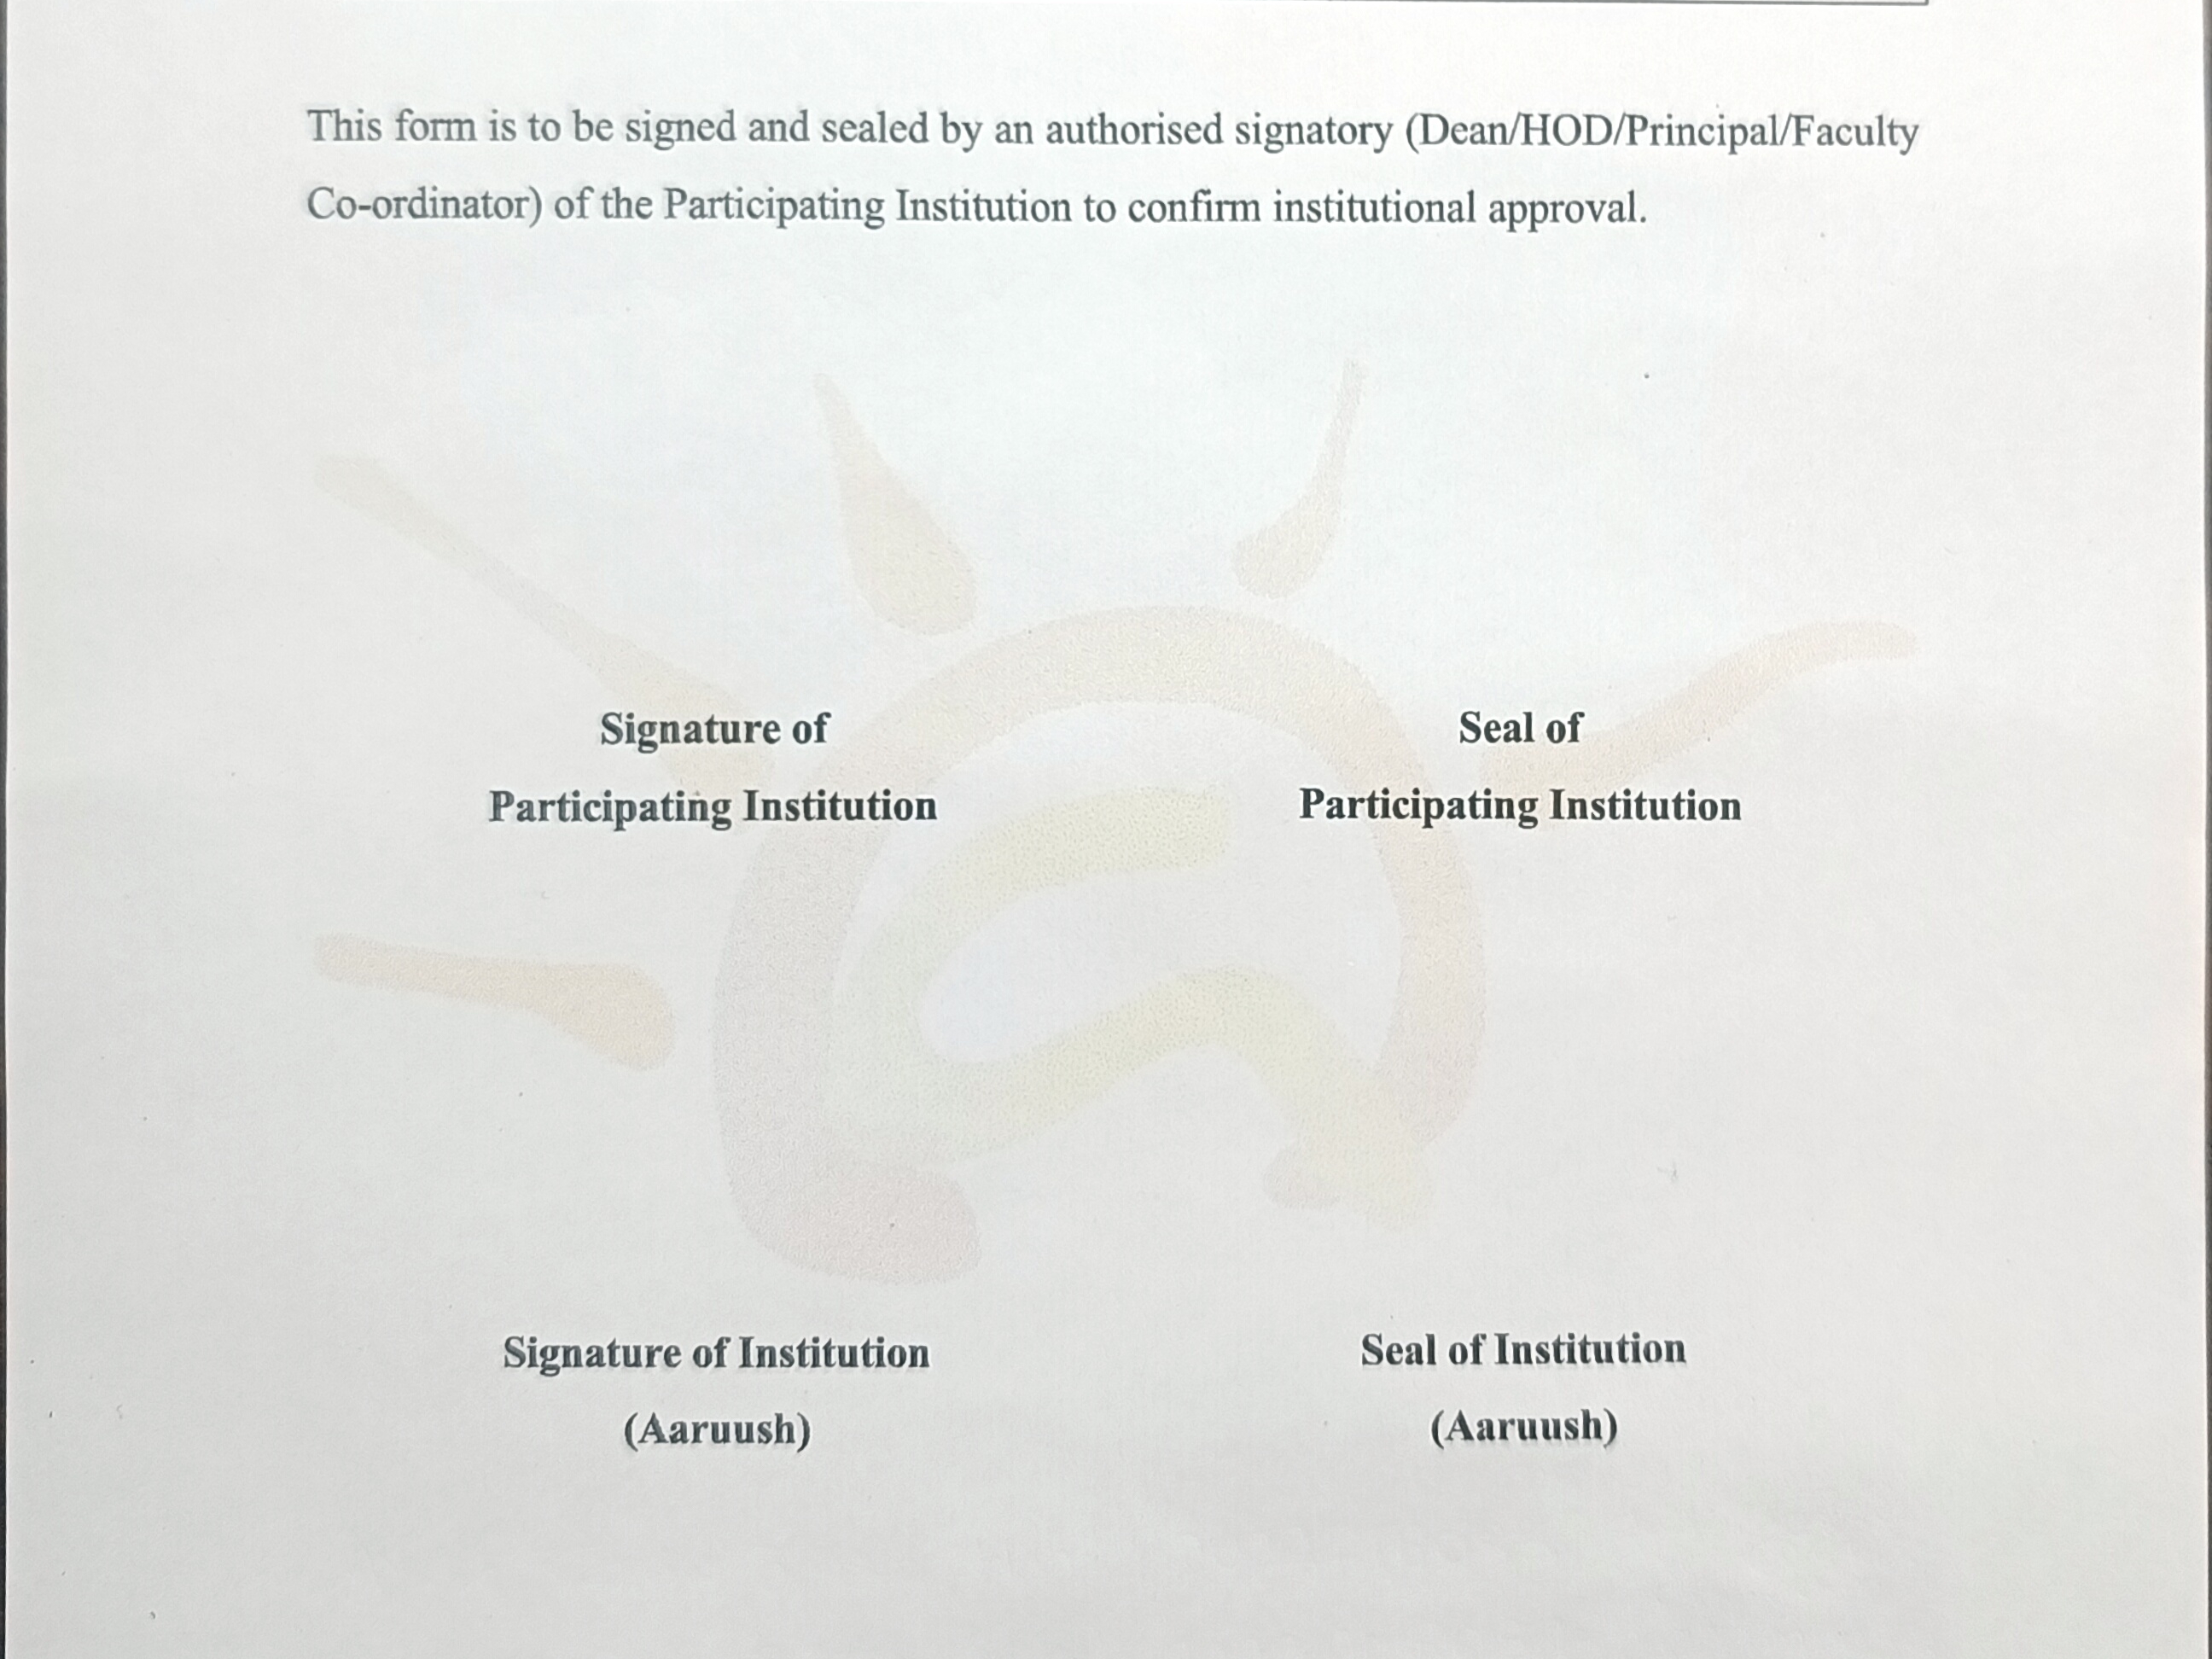 This form is to be signed and sealed by an authorised signatory (Dean/HOD/Principal/Faculty
Co-ordinator) of the Participating Institution to confirm institutional approval.
Signature of
Participating Institution
Seal of
Participating Institution
Signature of Institution
(Aaruush)
Seal of Institution
(Aaruush)